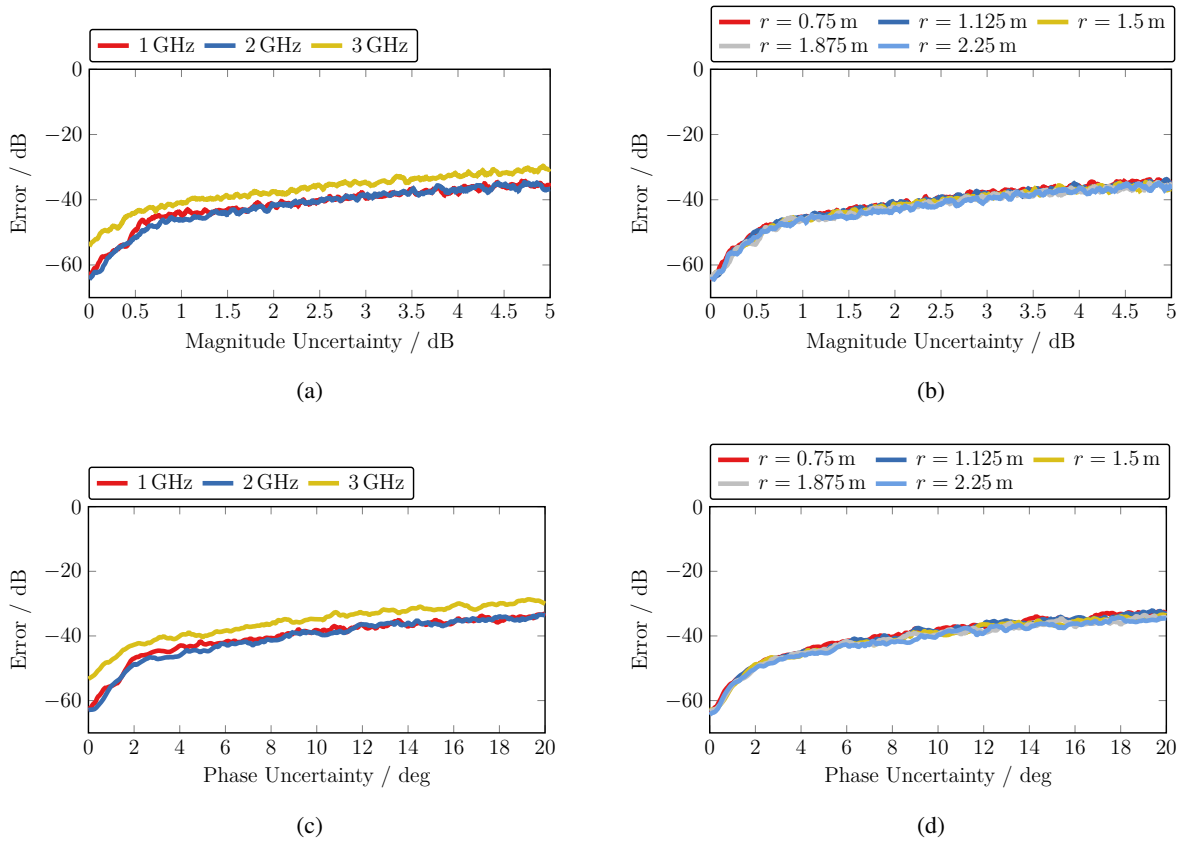 1 GHz 2 GHz 3 GHz
0
−20
−40
−60
Error / dB
0 0.5 1 1.5 2 2.5 3 3.5 4 4.5 5
Magnitude Uncertainty / dB
(a)
r = 0.75 m r = 1.125 m r = 1.5 m
r = 1.875 m r = 2.25 m
0
−20
−40
−60
Error / dB
0 0.5 1 1.5 2 2.5 3 3.5 4 4.5 5
Magnitude Uncertainty / dB
(b)
1 GHz 2 GHz 3 GHz
0
−20
−40
−60
Error / dB
0 2 4 6 8 10 12 14 16 18 20
Phase Uncertainty / deg
(c)
r = 0.75 m r = 1.125 m r = 1.5 m
r = 1.875 m r = 2.25 m
0
−20
−40
−60
Error / dB
0 2 4 6 8 10 12 14 16 18 20
Phase Uncertainty / deg
(d)